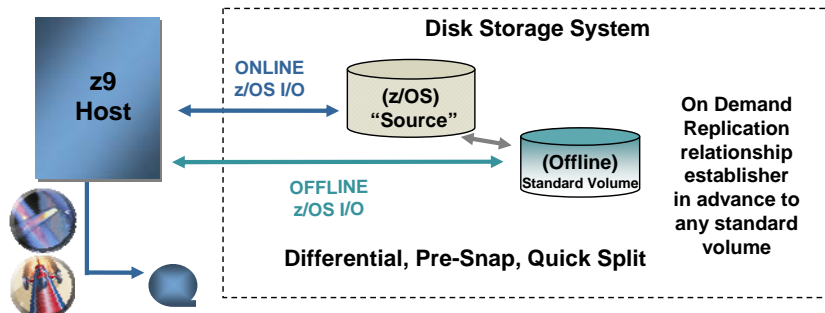 Disk Storage System
z9
Host
ONLINE
z/OS I/O
(z/OS)
“Source”
(Offline)
Standard Volume
OFFLINE
z/OS I/O
On Demand
Replication
relationship
establisher
in advance to
any standard
volume
Differential, Pre-Snap, Quick Split